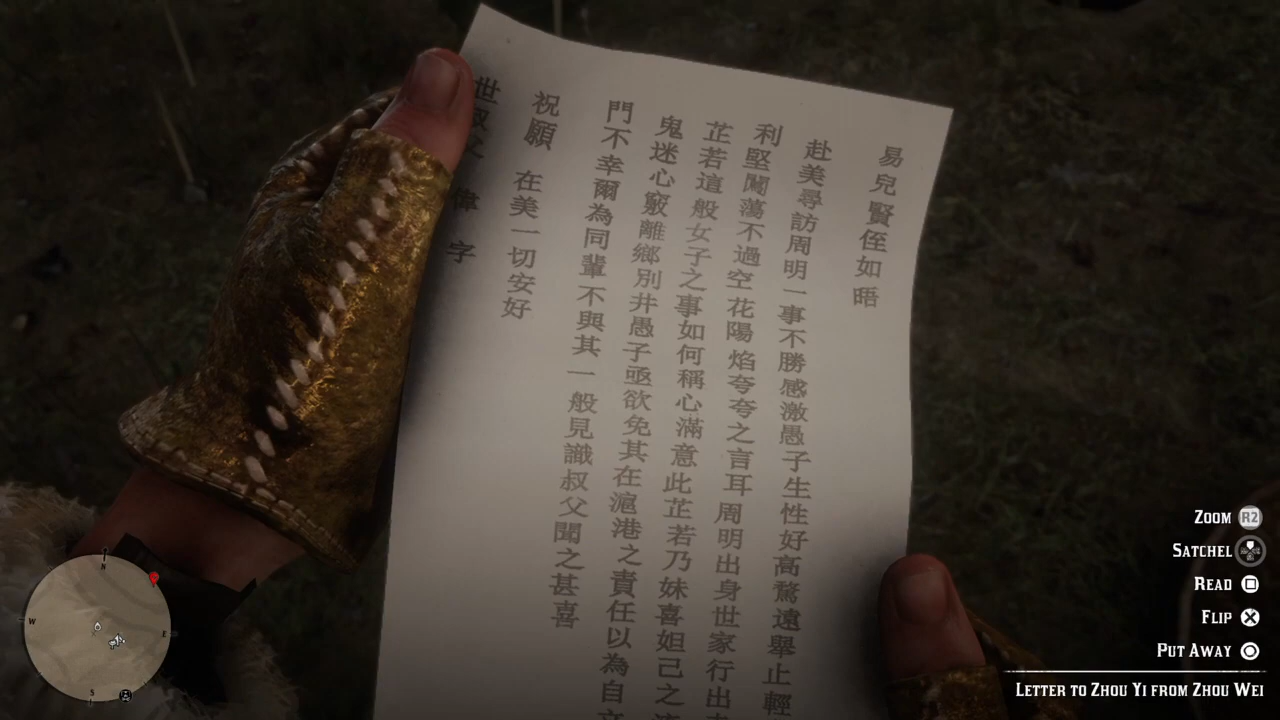 易兒賢侄如晤
赴美尋訪周明一事不勝感激愚子生性好高騖遠舉止輕
利堅闖蕩不過空花陽焰夸夸之言耳周明出身世家行出
芷若這般女子之事如何稱心滿意此芷若乃妹喜妲己之
鬼迷心竅離鄉別井愚子亟欲免其在滬港之責任以為自
門不幸爾為同輩不與其一般見識叔父聞之甚喜
祝願 在美一切安好
世叔父 偉 字
ZOOM R2
SATCHEL
READ
FLIP
PUT AWAY
LETTER TO ZHOU YI FROM ZHOU WEI
N
W
E
S